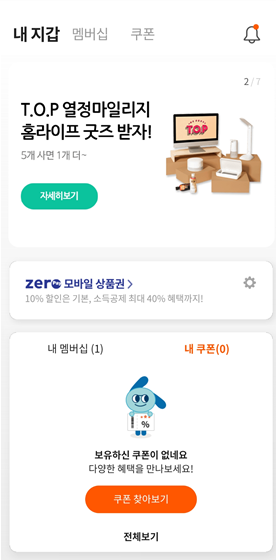 내 지갑 멤버십 쿠폰
2 / 7
T.O.P 열정마일리지
홈라이프 굿즈 받자!
5개 사면 1개 더~
T.O.P
자세히보기
zero 모바일 상품권 >
10% 할인은 기본, 소득공제 최대 40% 혜택까지!
내 멤버십 (1) 내 쿠폰(0)
%
보유하신 쿠폰이 없네요
다양한 혜택을 만나보세요!
쿠폰 찾아보기
전체보기